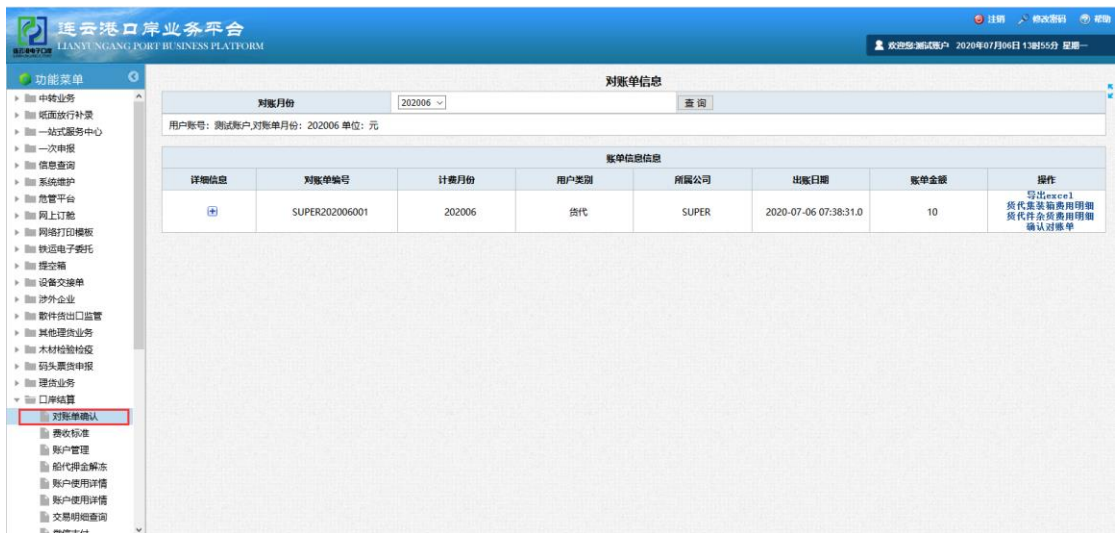 连云港口岸业务平台
LIANYUNGANG PORT BUSINESS PLATFORM
连云港电子口岸
注销 修改密码 帮助
欢迎您:测试账户 2020年07月06日 13时55分 星期一
功能菜单
中转业务
纸面放行补录
一站式服务中心
一次申报
信息查询
系统维护
危管平台
网上订舱
网络打印模板
铁运电子委托
提空箱
设备交接单
涉外企业
散件货出口监管
其他理货业务
木材检验检疫
码头票货申报
理货业务
口岸结算
对账单确认
费收标准
账户管理
船代押金解冻
账户使用详情
账户使用详情
交易明细查询
微信支付
对账单信息
对账月份 202006 查询
用户账号：测试账户,对账单月份：202006 单位：元
账单信息信息
详细信息 对账单编号 计费月份 用户类别 所属公司 出账日期 账单金额 操作
SUPER202006001 202006 货代 SUPER 2020-07-06 07:38:31.0 10
导出excel
货代集装箱费用明细
货代件杂货费用明细
确认对账单